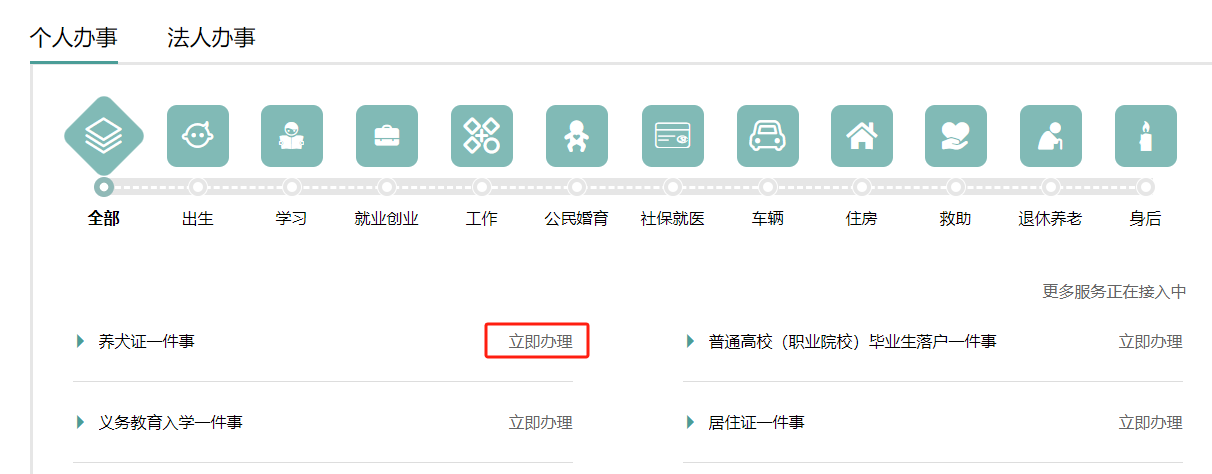 个人办事 法人办事
全部 出生 学习 就业创业 工作 公民婚育 社保就医 车辆 住房 救助 退休养老 身后
更多服务正在接入中
养犬证一件事 立即办理 普通高校（职业院校）毕业生落户一件事 立即办理
义务教育入学一件事 立即办理 居住证一件事 立即办理